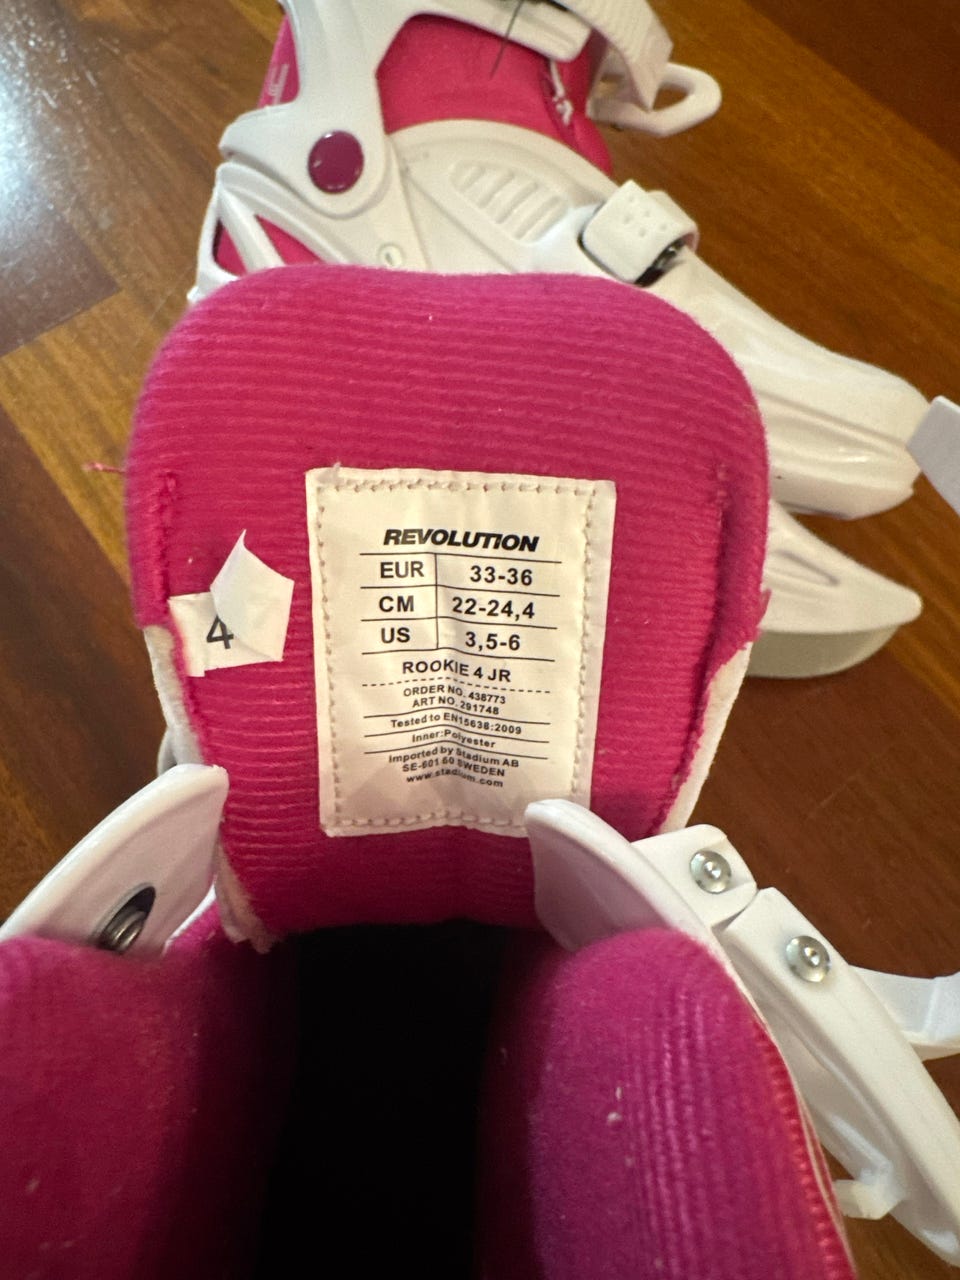 REVOLUTION
EUR 33-36
CM 22-24,4
US 3,5-6
ROOKIE 4 JR
ORDER NO. 438773
ART NO. 291748
Tested to EN15638:2009
Inner:Polyester
Imported by Stadium AB
SE-601 60 SWEDEN
www.stadium.com
4